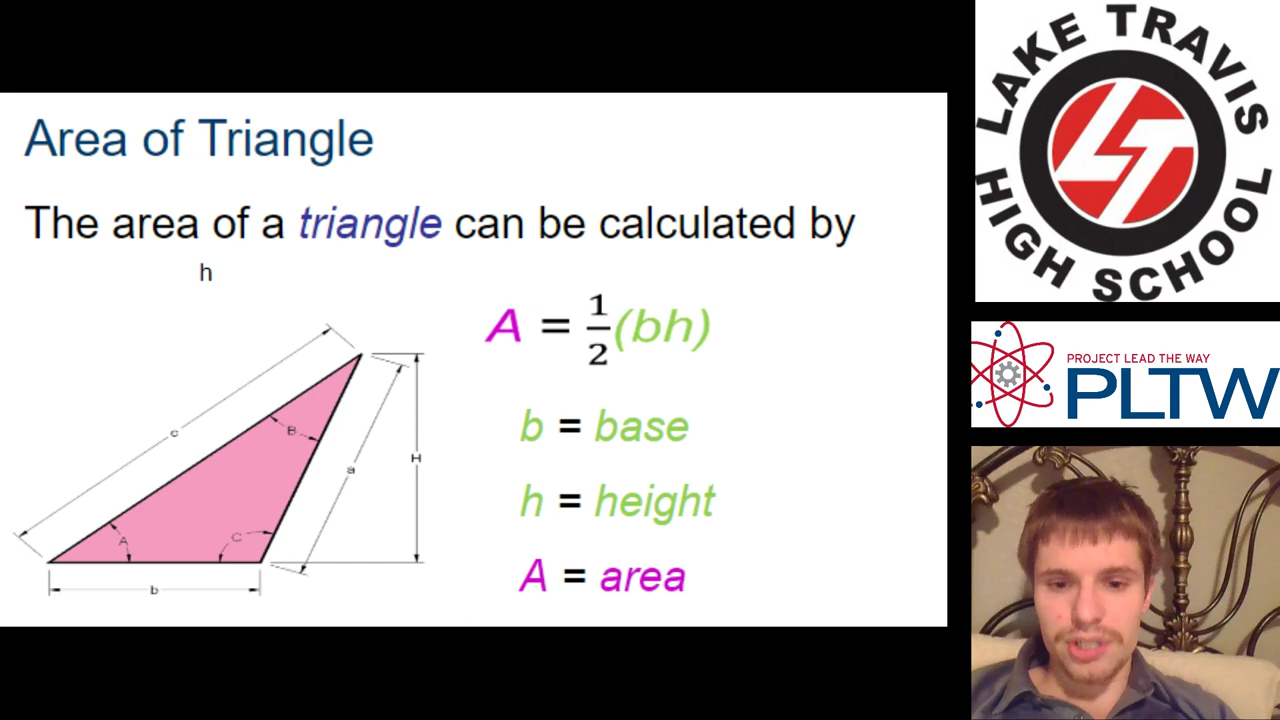 Area of Triangle
The area of a triangle can be calculated by
h
A = 1/2 (bh)
b = base
h = height
A = area
c
B
a
H
A
C
b
LAKE TRAVIS
LT
HIGH SCHOOL
PROJECT LEAD THE WAY
PLTW